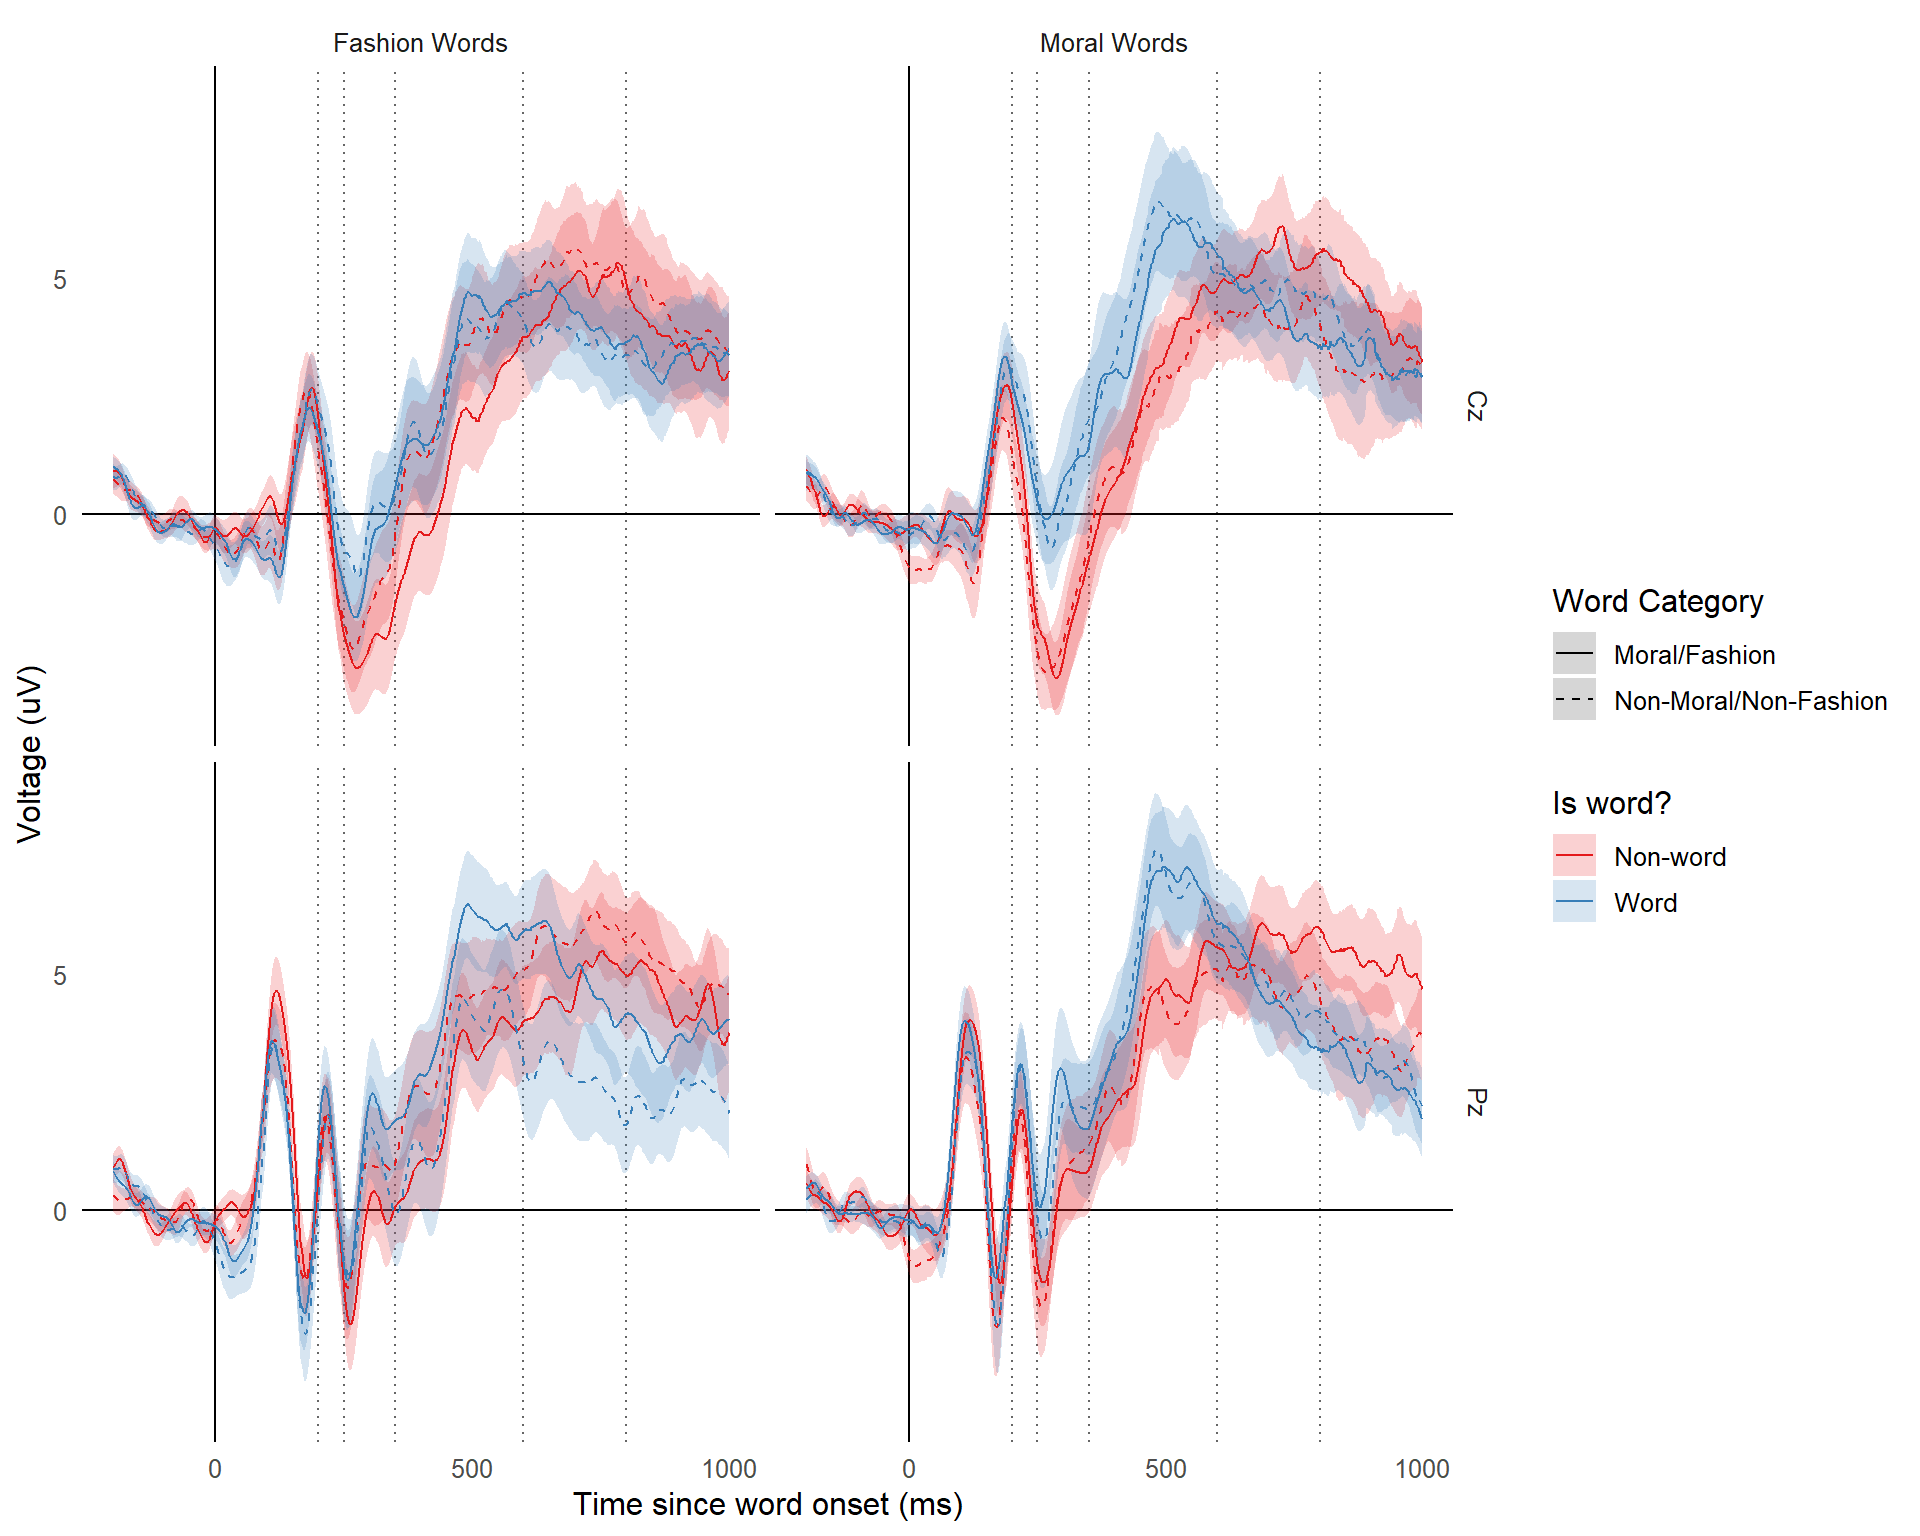 Fashion Words
Moral Words
5
0
Cz
5
0
Pz
Voltage (uV)
0
500
1000
0
500
1000
Time since word onset (ms)
Word Category
Moral/Fashion
Non-Moral/Non-Fashion
Is word?
Non-word
Word